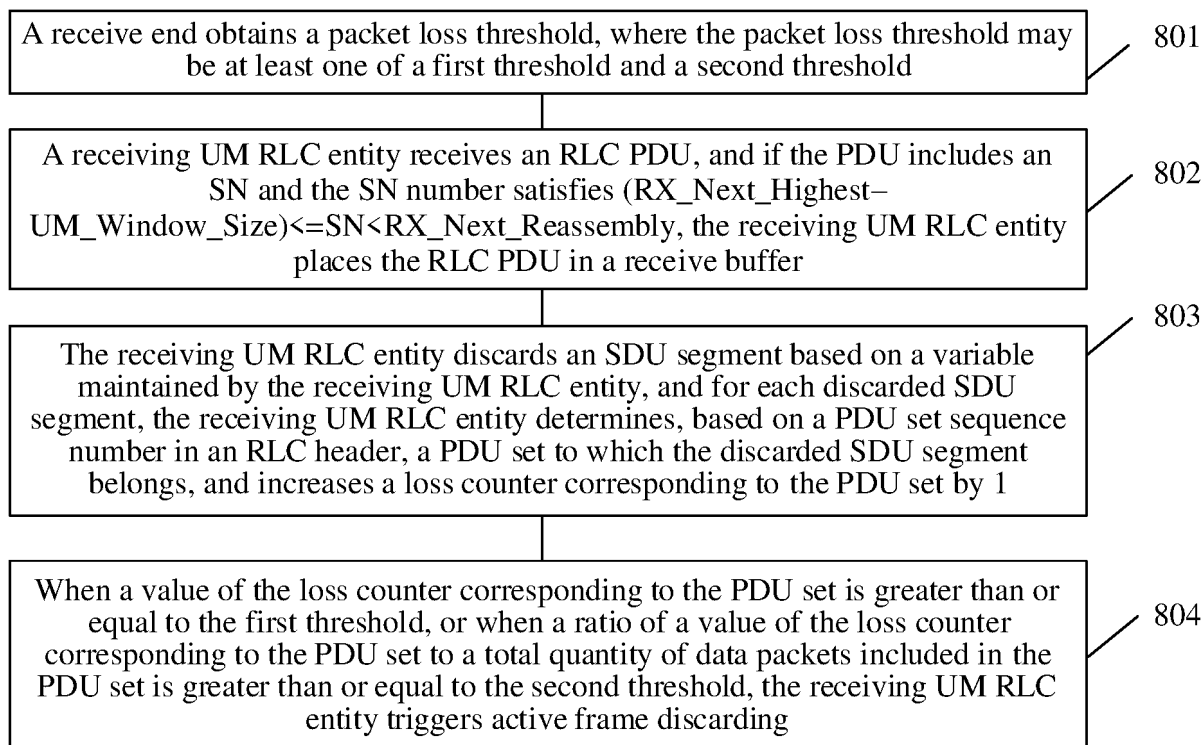 A receive end obtains a packet loss threshold, where the packet loss threshold may
be at least one of a first threshold and a second threshold
801
A receiving UM RLC entity receives an RLC PDU, and if the PDU includes an
SN and the SN number satisfies (RX_Next_Highest–
UM_Window_Size)<=SN<RX_Next_Reassembly, the receiving UM RLC entity
places the RLC PDU in a receive buffer
802
The receiving UM RLC entity discards an SDU segment based on a variable
maintained by the receiving UM RLC entity, and for each discarded SDU
segment, the receiving UM RLC entity determines, based on a PDU set sequence
number in an RLC header, a PDU set to which the discarded SDU segment
belongs, and increases a loss counter corresponding to the PDU set by 1
803
When a value of the loss counter corresponding to the PDU set is greater than or
equal to the first threshold, or when a ratio of a value of the loss counter
corresponding to the PDU set to a total quantity of data packets included in the
PDU set is greater than or equal to the second threshold, the receiving UM RLC
entity triggers active frame discarding
804